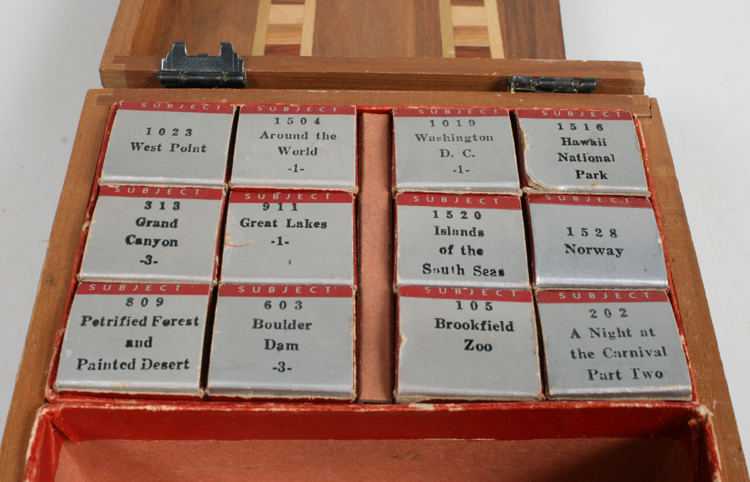 SUBJECT
1023
West Point
SUBJECT
1504
Around the
World
-1-
SUBJECT
1019
Washington
D. C.
-1-
SUBJECT
1516
Hawaii
National
Park
SUBJECT
313
Grand
Canyon
-3-
SUBJECT
911
Great Lakes
-1-
SUBJECT
1520
Islands
of the
South Seas
SUBJECT
1528
Norway
SUBJECT
809
Petrified Forest
and
Painted Desert
SUBJECT
603
Boulder
Dam
-3-
SUBJECT
105
Brookfield
Zoo
SUBJECT
202
A Night at
the Carnival
Part Two